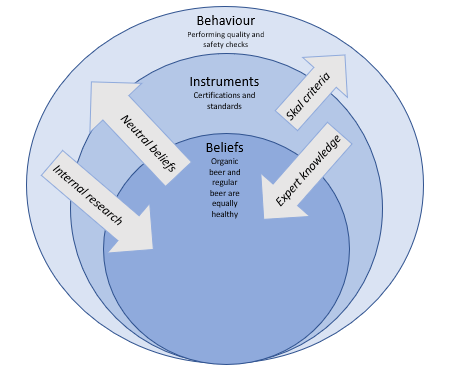 Behaviour
Performing quality and
safety checks
Instruments
Certifications and
standards
Skal criteria
Neutral beliefs
Beliefs
Organic
beer and
regular
beer are
equally
healthy
Expert knowledge
Internal research